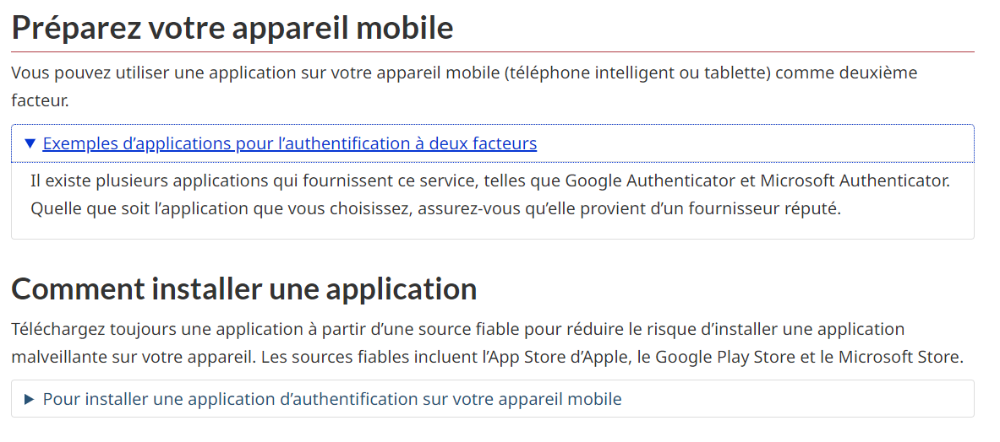 Préparez votre appareil mobile
Vous pouvez utiliser une application sur votre appareil mobile (téléphone intelligent ou tablette) comme deuxième
facteur.
Exemples d’applications pour l’authentification à deux facteurs
Il existe plusieurs applications qui fournissent ce service, telles que Google Authenticator et Microsoft Authenticator.
Quelle que soit l’application que vous choisissez, assurez-vous qu’elle provient d’un fournisseur réputé.
Comment installer une application
Téléchargez toujours une application à partir d’une source fiable pour réduire le risque d’installer une application
malveillante sur votre appareil. Les sources fiables incluent l’App Store d’Apple, le Google Play Store et le Microsoft Store.
Pour installer une application d’authentification sur votre appareil mobile